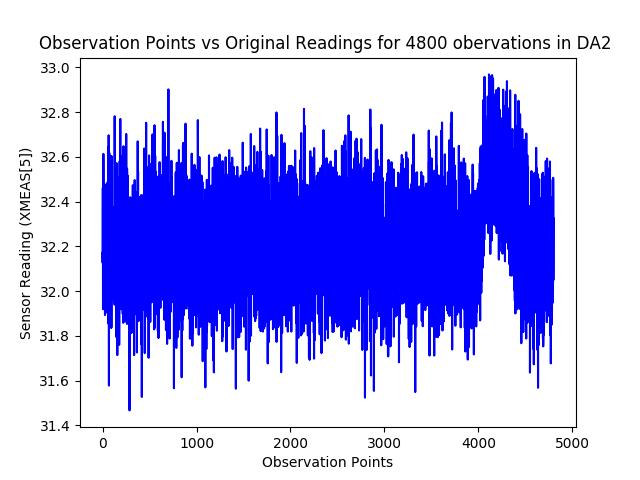 Observation Points vs Original Readings for 4800 obervations in DA2
33.0
32.8
32.6
32.4
32.2
32.0
31.8
31.6
31.4
Sensor Reading (XMEAS[5])
0 1000 2000 3000 4000 5000
Observation Points